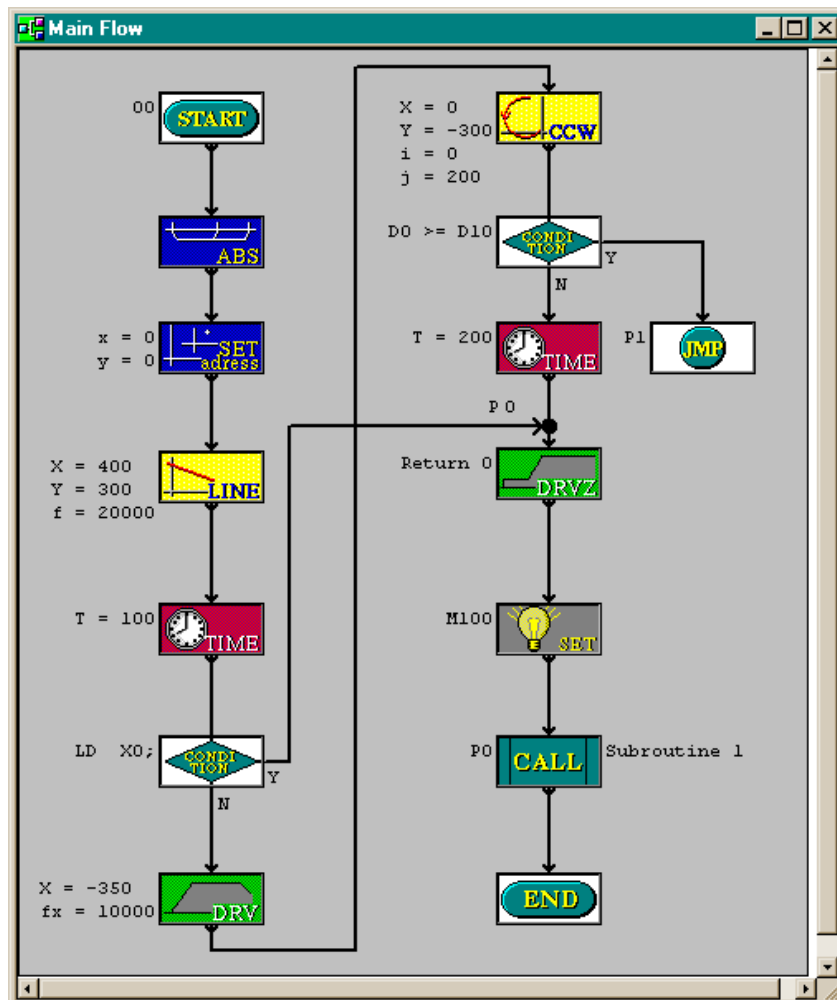 Main Flow
00
START
ABS
x = 0
y = 0
SET
adress
X = 400
Y = 300
f = 20000
LINE
T = 100
TIME
LD X0;
CONDI
TION
Y
N
X = -350
fx = 10000
DRV
X = 0
Y = -300
i = 0
j = 200
CCW
D0 >= D10
CONDI
TION
Y
N
T = 200
TIME
P1
JMP
P0
Return 0
DRVZ
M100
SET
P0
CALL
Subroutine 1
END